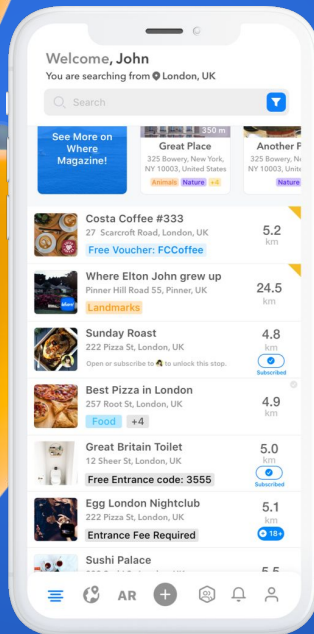 Welcome, John
You are searching from London, UK
Search
See More on
Where
Magazine!
350 m
Great Place
325 Bowery, New York,
NY 10003, United States
Animals Nature +4
Another P
325 Bowery, Ne
NY 10003, Unite
Nature
Costa Coffee #333
27 Scarcroft Road, London, UK
Free Voucher: FCCoffee
5.2
km
Where Elton John grew up
Pinner Hill Road 55, Pinner, UK
Landmarks
24.5
km
Sunday Roast
222 Pizza St, London, UK
Open or subscribe to to unlock this stop.
4.8
km
Subscribed
Best Pizza in London
257 Root St, London, UK
Food +4
4.9
km
Great Britain Toilet
12 Sheer St, London, UK
Free Entrance code: 3555
5.0
km
Subscribed
Egg London Nightclub
222 Pizza St, London, UK
Entrance Fee Required
5.1
km
18+
Sushi Palace
5.5
AR